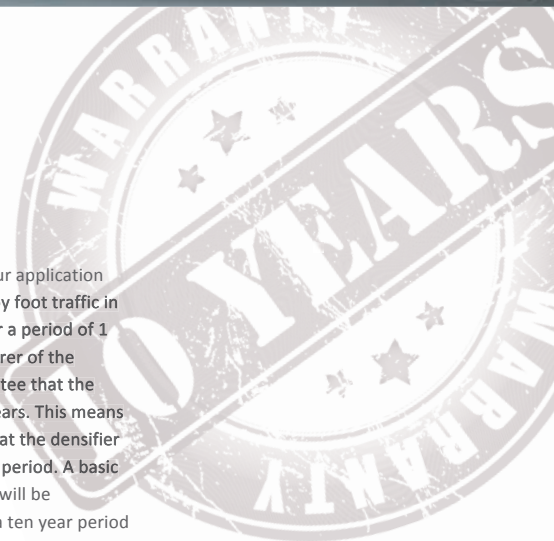 WARRANTY
10 YEARS
WARRANTY
ur application
y foot traffic in
r a period of 1
rer of the
tee that the
ears. This means
at the densifier
period. A basic
will be
n ten year period